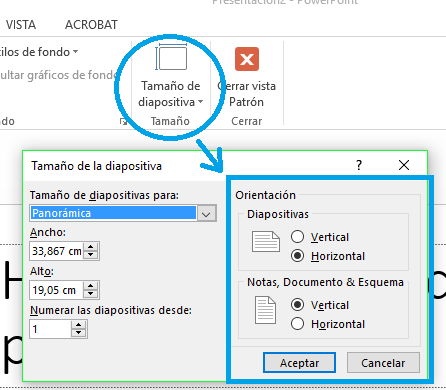 Presentación2 - PowerPoint
VISTA ACROBAT
tilos de fondo
ultar gráficos de fondo
Tamaño de diapositiva
Cerrar vista Patrón
Tamaño
Cerrar
Tamaño de la diapositiva ? ×
Tamaño de diapositivas para:
Panorámica
Ancho:
33,867 cm
Alto:
19,05 cm
Numerar las diapositivas desde:
1
Orientación
Diapositivas
Vertical
Horizontal
Notas, Documento & Esquema
Vertical
Horizontal
Aceptar Cancelar